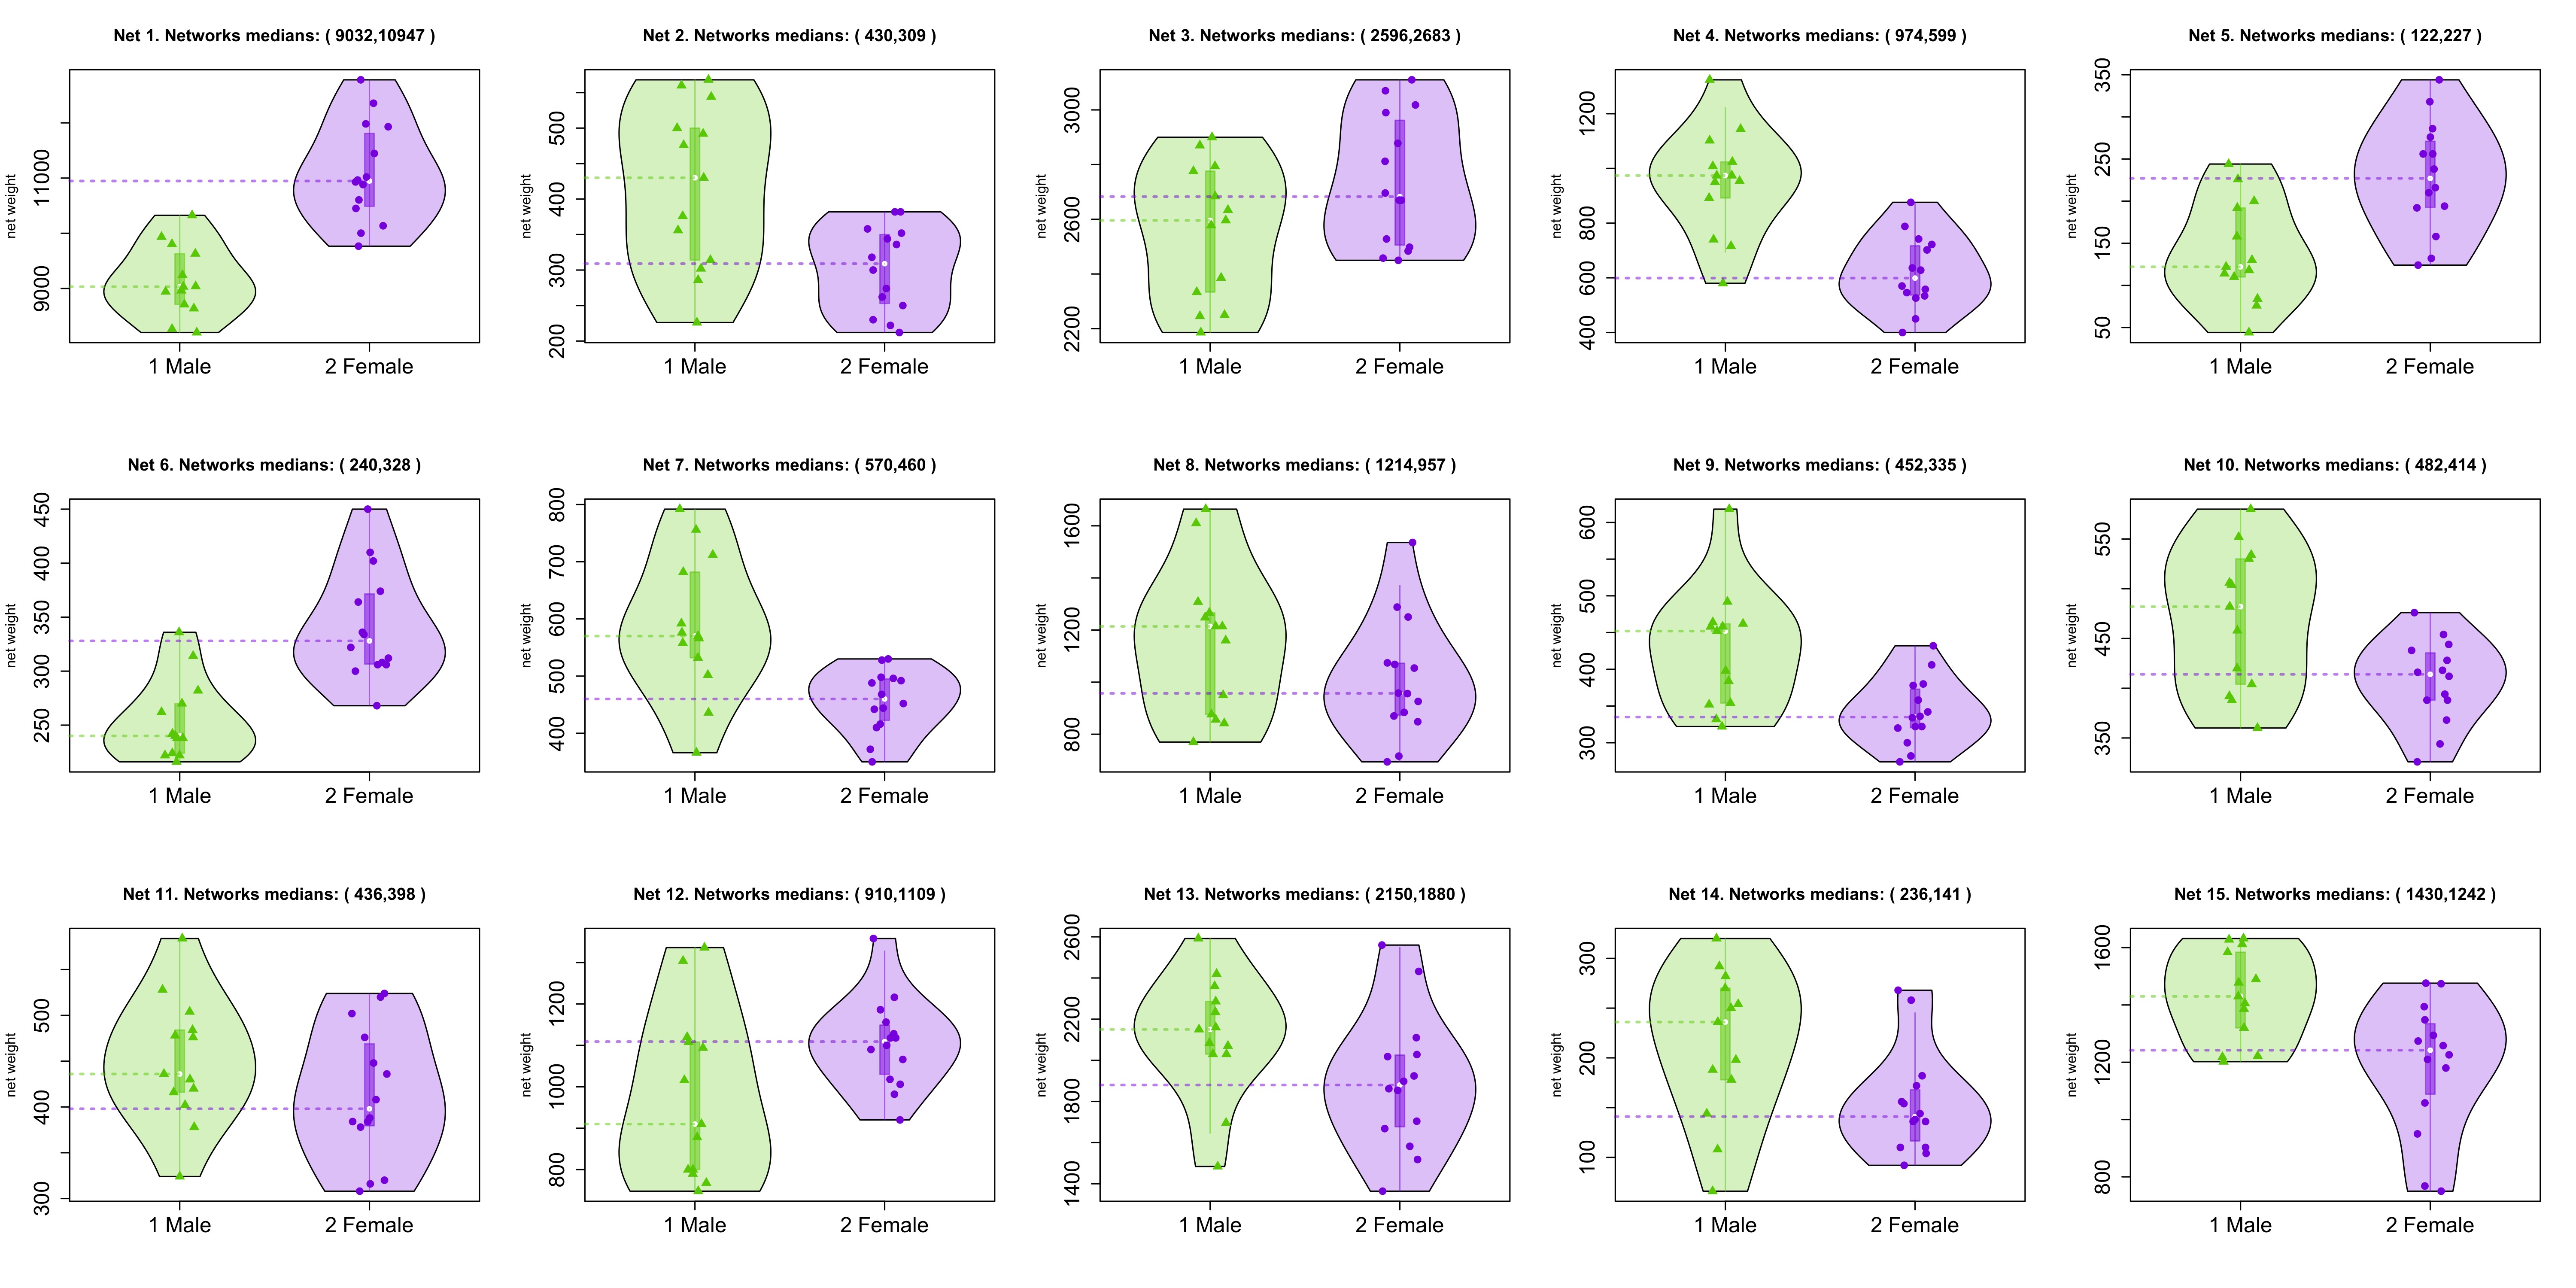 Net 1. Networks medians: ( 9032,10947 )
net weight
9000 11000
1 Male 2 Female
Net 2. Networks medians: ( 430,309 )
net weight
200 300 400 500
1 Male 2 Female
Net 3. Networks medians: ( 2596,2683 )
net weight
2200 2600 3000
1 Male 2 Female
Net 4. Networks medians: ( 974,599 )
net weight
400 600 800 1200
1 Male 2 Female
Net 5. Networks medians: ( 122,227 )
net weight
50 150 250 350
1 Male 2 Female
Net 6. Networks medians: ( 240,328 )
net weight
250 300 350 400 450
1 Male 2 Female
Net 7. Networks medians: ( 570,460 )
net weight
400 500 600 700 800
1 Male 2 Female
Net 8. Networks medians: ( 1214,957 )
net weight
800 1200 1600
1 Male 2 Female
Net 9. Networks medians: ( 452,335 )
net weight
300 400 500 600
1 Male 2 Female
Net 10. Networks medians: ( 482,414 )
net weight
350 450 550
1 Male 2 Female
Net 11. Networks medians: ( 436,398 )
net weight
300 400 500
1 Male 2 Female
Net 12. Networks medians: ( 910,1109 )
net weight
800 1000 1200
1 Male 2 Female
Net 13. Networks medians: ( 2150,1880 )
net weight
1400 1800 2200 2600
1 Male 2 Female
Net 14. Networks medians: ( 236,141 )
net weight
100 200 300
1 Male 2 Female
Net 15. Networks medians: ( 1430,1242 )
net weight
800 1200 1600
1 Male 2 Female